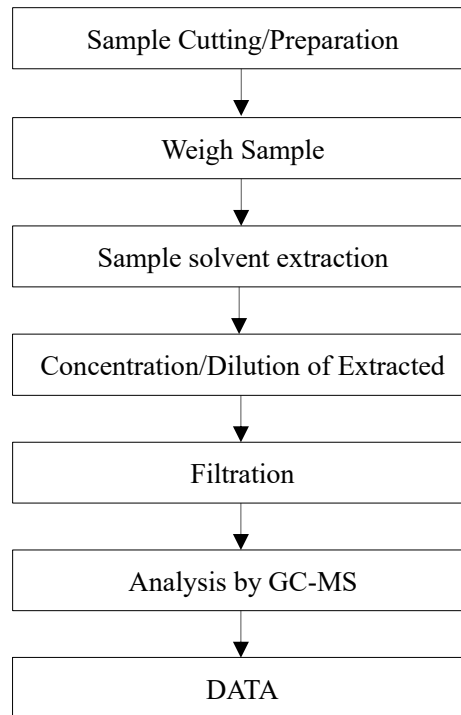 Sample Cutting/Preparation
Weigh Sample
Sample solvent extraction
Concentration/Dilution of Extracted
Filtration
Analysis by GC-MS
DATA